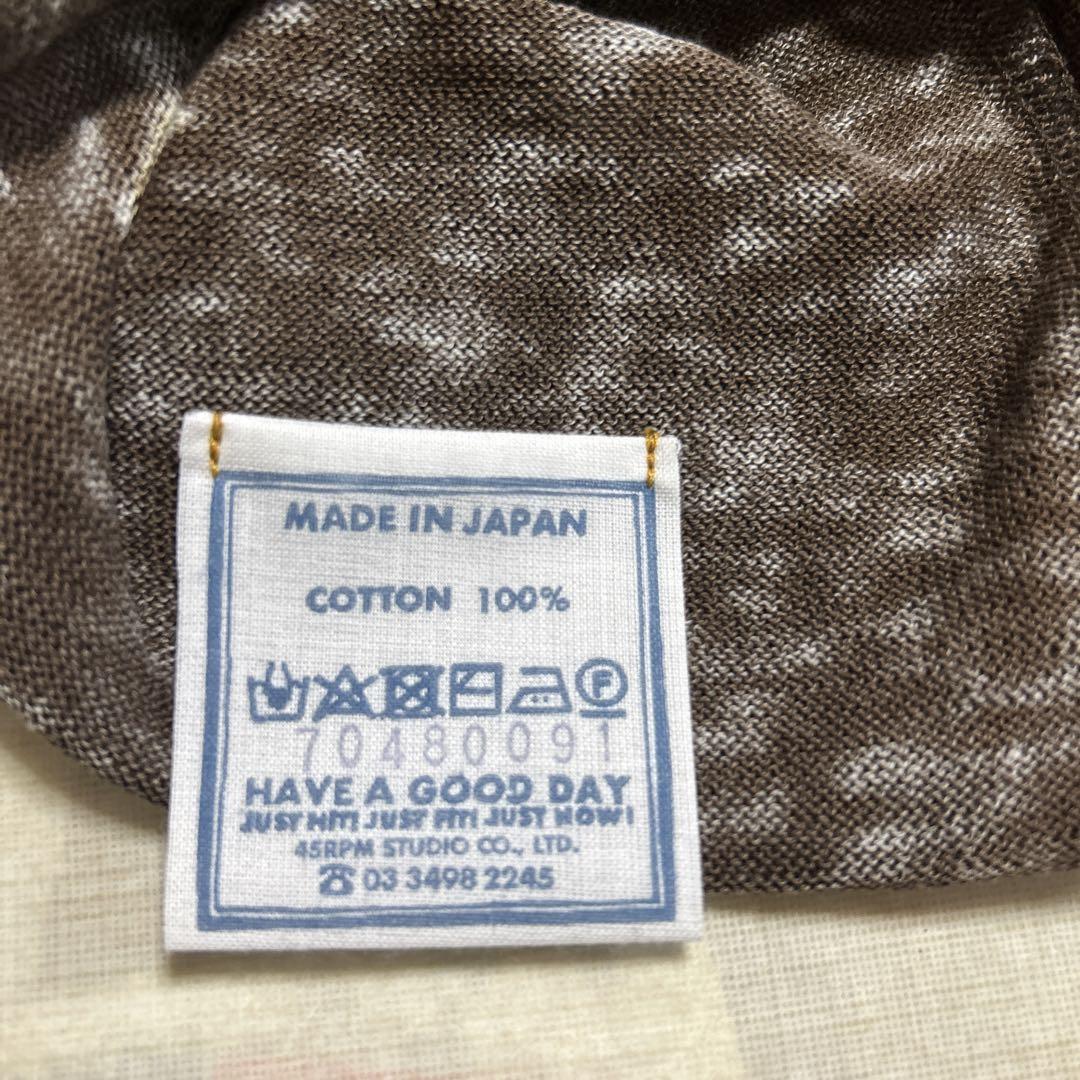 MADE IN JAPAN
COTTON 100%
F
70480091
HAVE A GOOD DAY
JUST HIT! JUST FIT! JUST NOW!
45RPM STUDIO CO., LTD.
☎ 03 3498 2245